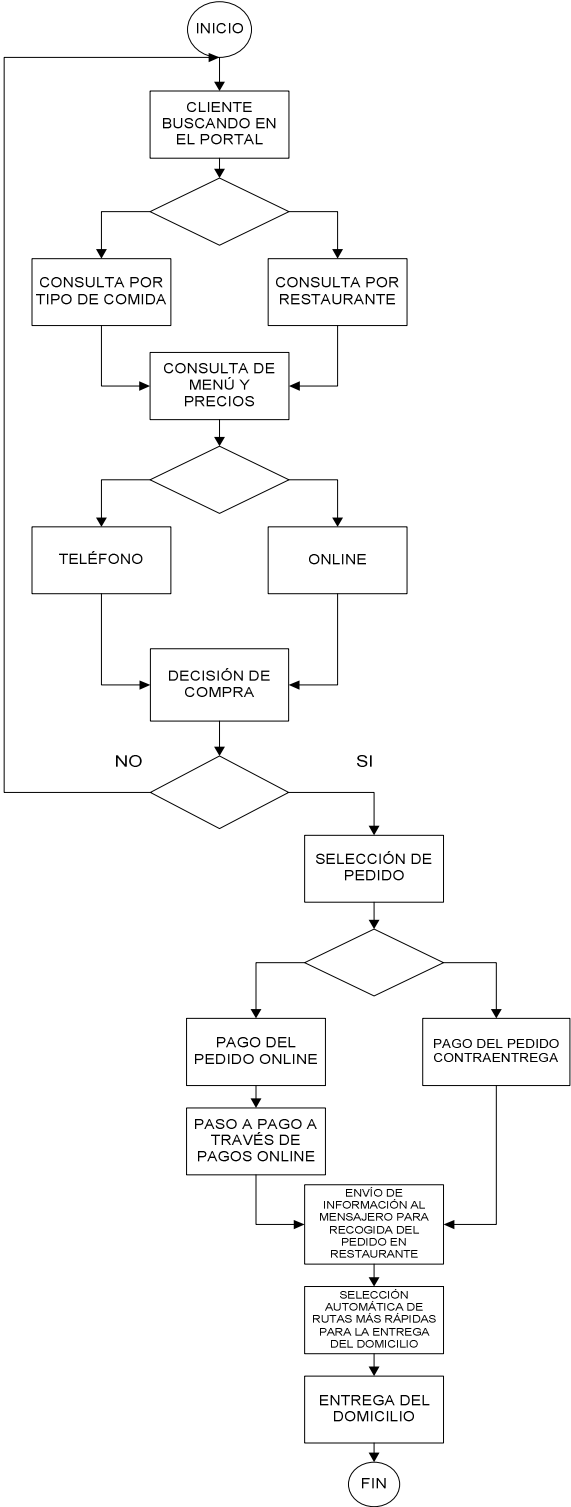 INICIO
CLIENTE
BUSCANDO EN
EL PORTAL
CONSULTA POR
TIPO DE COMIDA
CONSULTA POR
RESTAURANTE
CONSULTA DE
MENÚ Y
PRECIOS
TELÉFONO
ONLINE
DECISIÓN DE
COMPRA
NO
SI
SELECCIÓN DE
PEDIDO
PAGO DEL
PEDIDO ONLINE
PAGO DEL PEDIDO
CONTRAENTREGA
PASO A PAGO A
TRAVÉS DE
PAGOS ONLINE
ENVÍO DE
INFORMACIÓN AL
MENSAJERO PARA
RECOGIDA DEL
PEDIDO EN
RESTAURANTE
SELECCIÓN
AUTOMÁTICA DE
RUTAS MÁS RÁPIDAS
PARA LA ENTREGA
DEL DOMICILIO
ENTREGA DEL
DOMICILIO
FIN